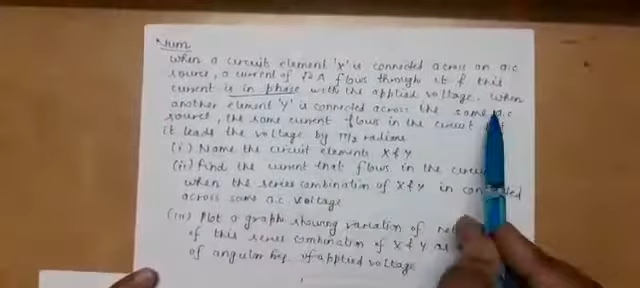 Num
When a circuit element 'X' is connected across an a.c
source, a current of √2 A flows through it & this
current is in phase with the applied voltage. When
another element 'Y' is connected across the same a.c
source, the same current flows in the circuit
it leads the voltage by π/2 radians
(i) Name the circuit elements X & Y
(ii) Find the current that flows in the
when the series combination of X & Y in connected
across same a.c voltage
(iii) Plot a graph showing variation of
of this series combination of X & Y as
of angular freq. of applied voltage